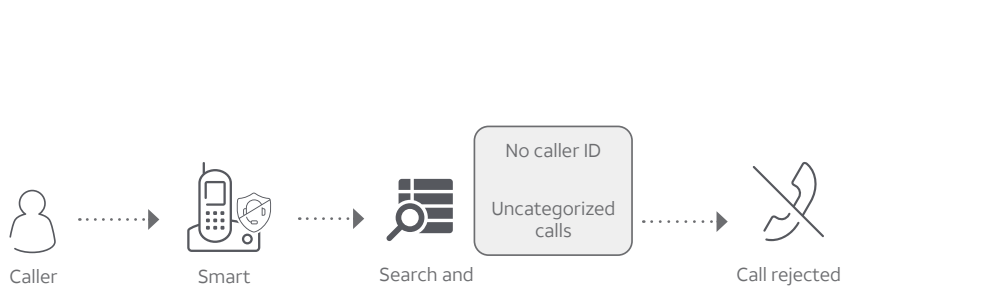 No caller ID
Uncategorized
calls
Caller
Smart
Search and
Call rejected